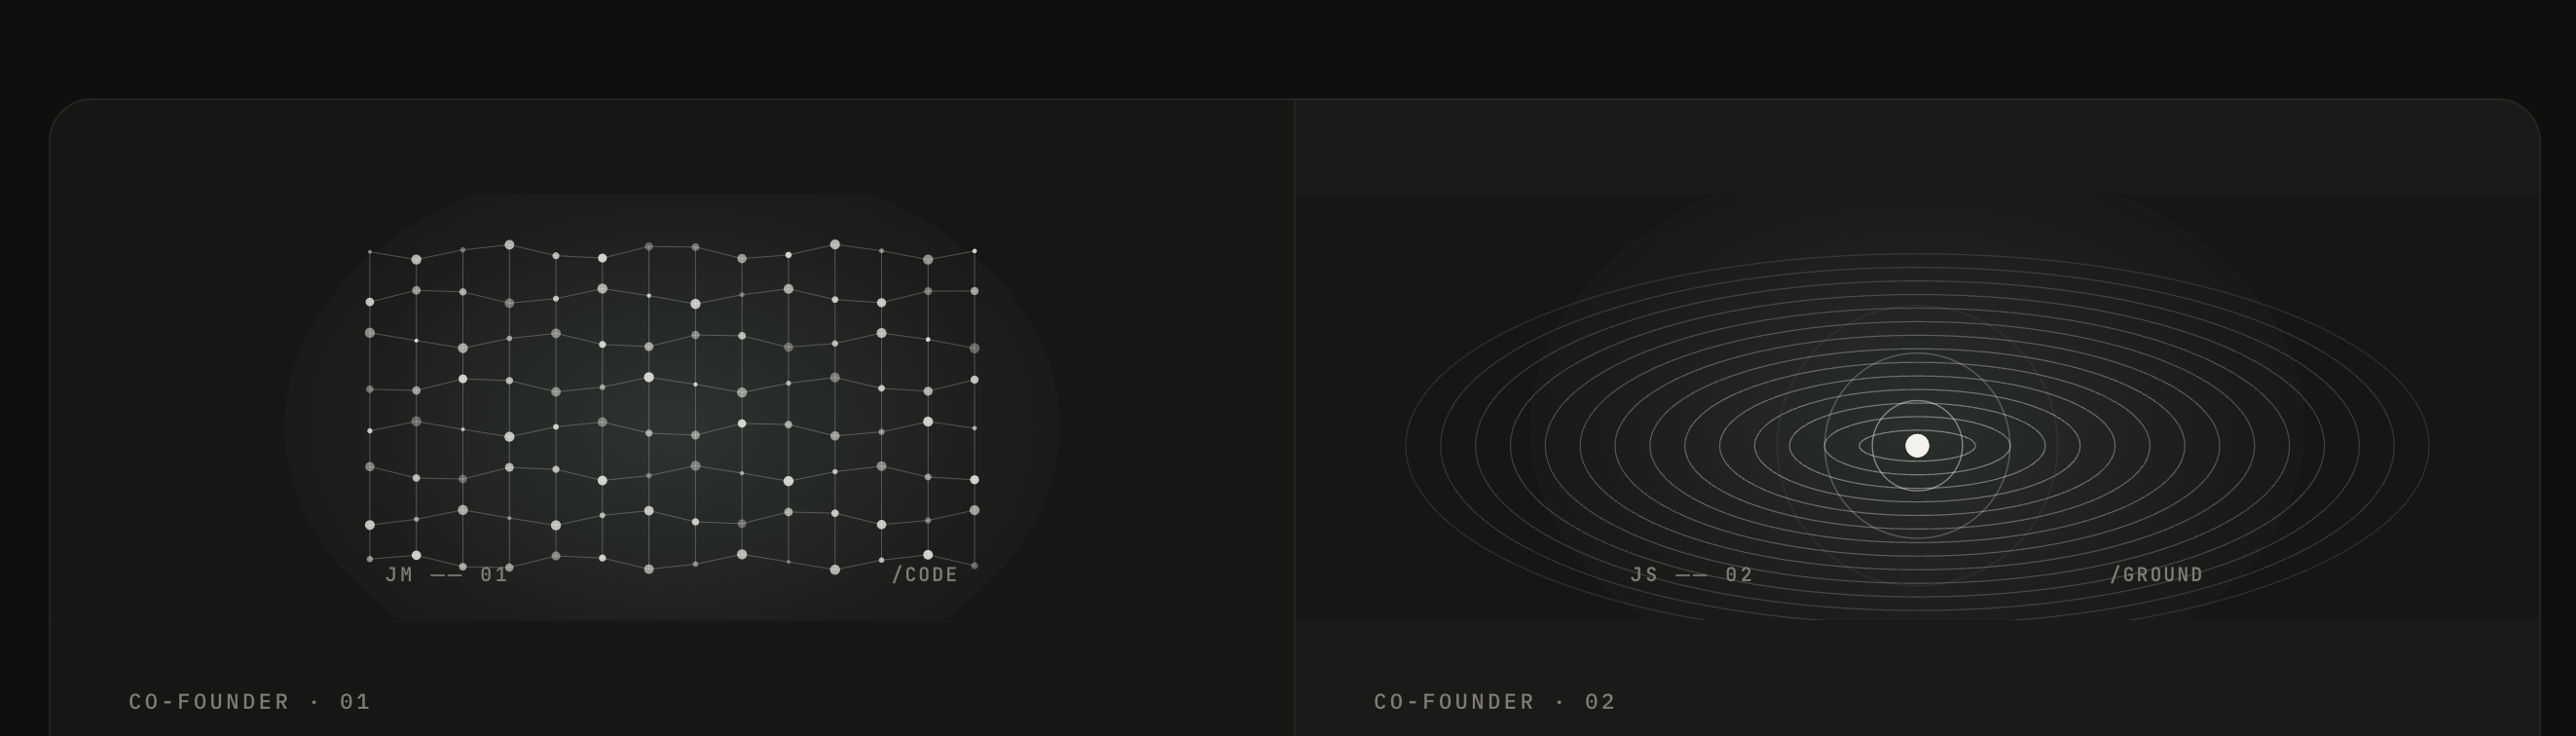 JM —— 01
/CODE
JS —— 02
/GROUND
CO-FOUNDER · 01
CO-FOUNDER · 02